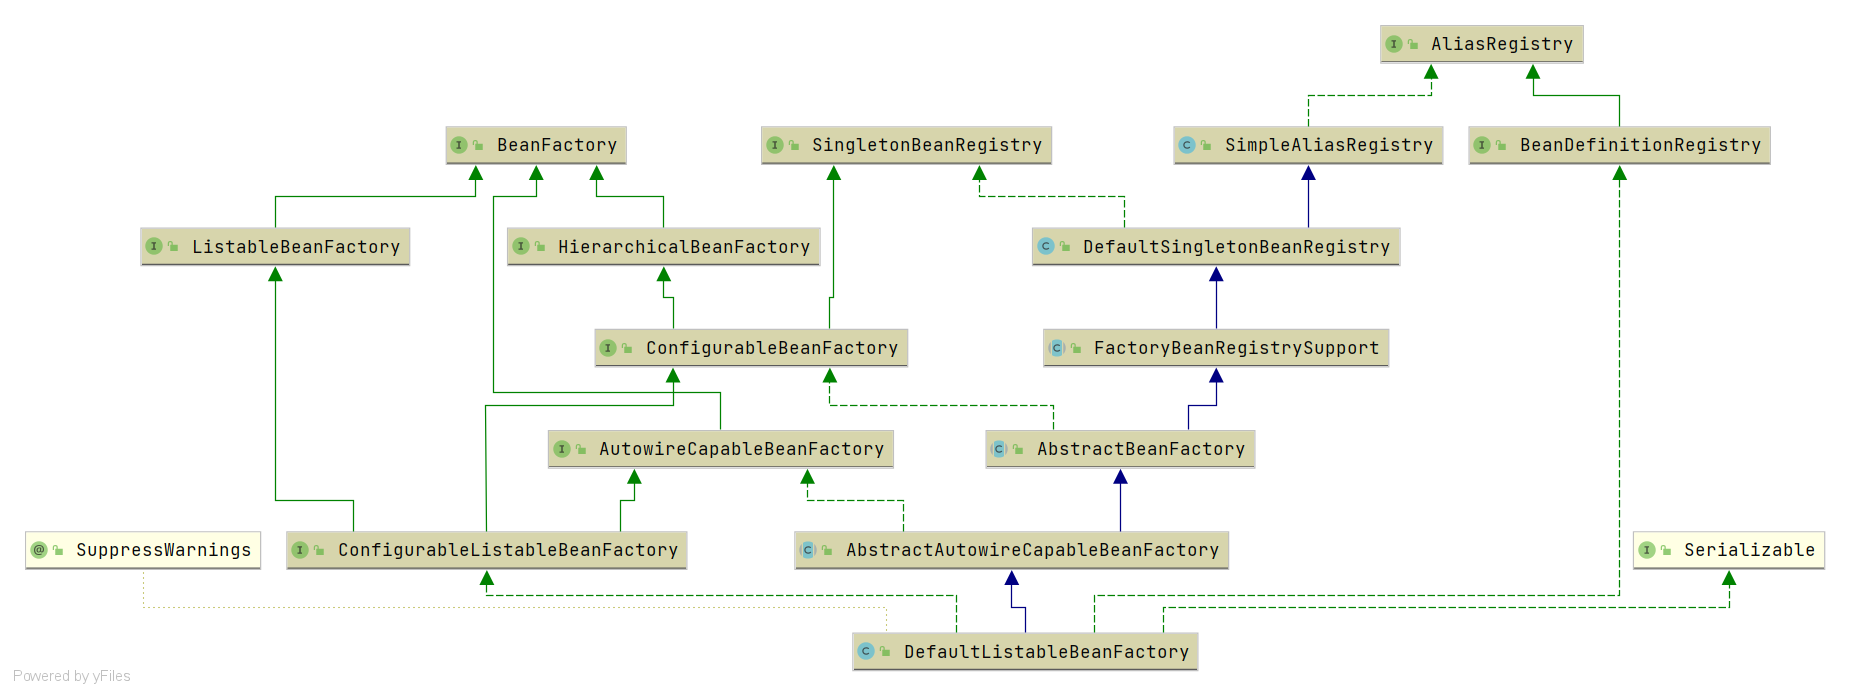 AliasRegistry
BeanFactory
SingletonBeanRegistry
SimpleAliasRegistry
BeanDefinitionRegistry
ListableBeanFactory
HierarchicalBeanFactory
DefaultSingletonBeanRegistry
ConfigurableBeanFactory
FactoryBeanRegistrySupport
AutowireCapableBeanFactory
AbstractBeanFactory
SuppressWarnings
ConfigurableListableBeanFactory
AbstractAutowireCapableBeanFactory
Serializable
DefaultListableBeanFactory
Powered by yFiles